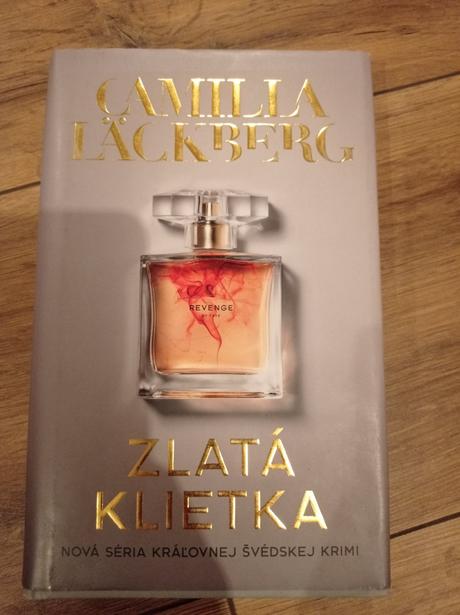 CAMILLA
LÄCKBERG
REVENGE
ZLATÁ
KLIETKA
NOVÁ SÉRIA KRÁĽOVNEJ ŠVÉDSKEJ KRIMI